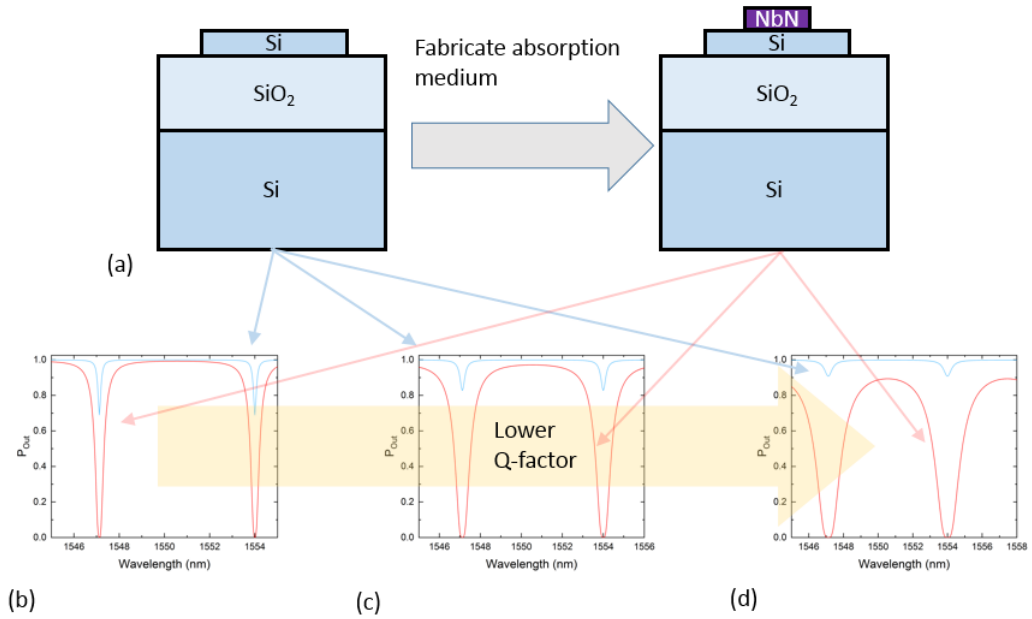 NbN
Si
Si
Fabricate absorption
medium
SiO2
SiO2
Si
Si
(a)
1.0
0.8
0.6
0.4
0.2
0.0
POut
1546 1548 1550 1552 1554
Wavelength (nm)
1.0
0.8
0.6
0.4
0.2
0.0
POut
1546 1548 1550 1552 1554 1556
Wavelength (nm)
1.0
0.8
0.6
0.4
0.2
0.0
POut
1546 1548 1550 1552 1554 1556 1558
Wavelength (nm)
Lower
Q-factor
(b)
(c)
(d)